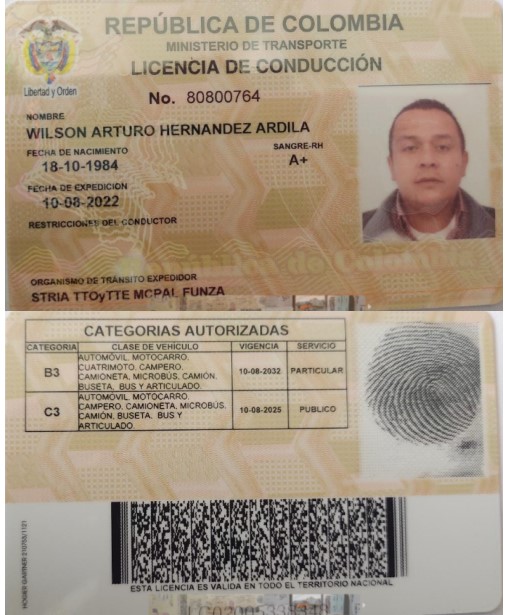 REPÚBLICA DE COLOMBIA
MINISTERIO DE TRANSPORTE
LICENCIA DE CONDUCCIÓN
Libertad y Orden
No. 80800764
NOMBRE
WILSON ARTURO HERNANDEZ ARDILA
FECHA DE NACIMIENTO
SANGRE-RH
18-10-1984
A+
FECHA DE EXPEDICION
10-08-2022
RESTRICCIONES DEL CONDUCTOR
ORGANISMO DE TRÁNSITO EXPEDIDOR
STRIA TTOyTTE MCPAL FUNZA
CATEGORIAS AUTORIZADAS
CATEGORIA CLASE DE VEHÍCULO VIGENCIA SERVICIO
B3
AUTOMÓVIL, MOTOCARRO,
CUATRIMOTO, CAMPERO,
CAMIONETA, MICROBÚS, CAMIÓN,
BUSETA, BUS Y ARTICULADO.
10-08-2032 PARTICULAR
C3
AUTOMÓVIL, MOTOCARRO,
CAMPERO, CAMIONETA, MICROBÚS,
CAMIÓN, BUSETA, BUS Y
ARTICULADO.
10-08-2025 PUBLICO
ESTA LICENCIA ES VALIDA EN TODO EL TERRITORIO NACIONAL